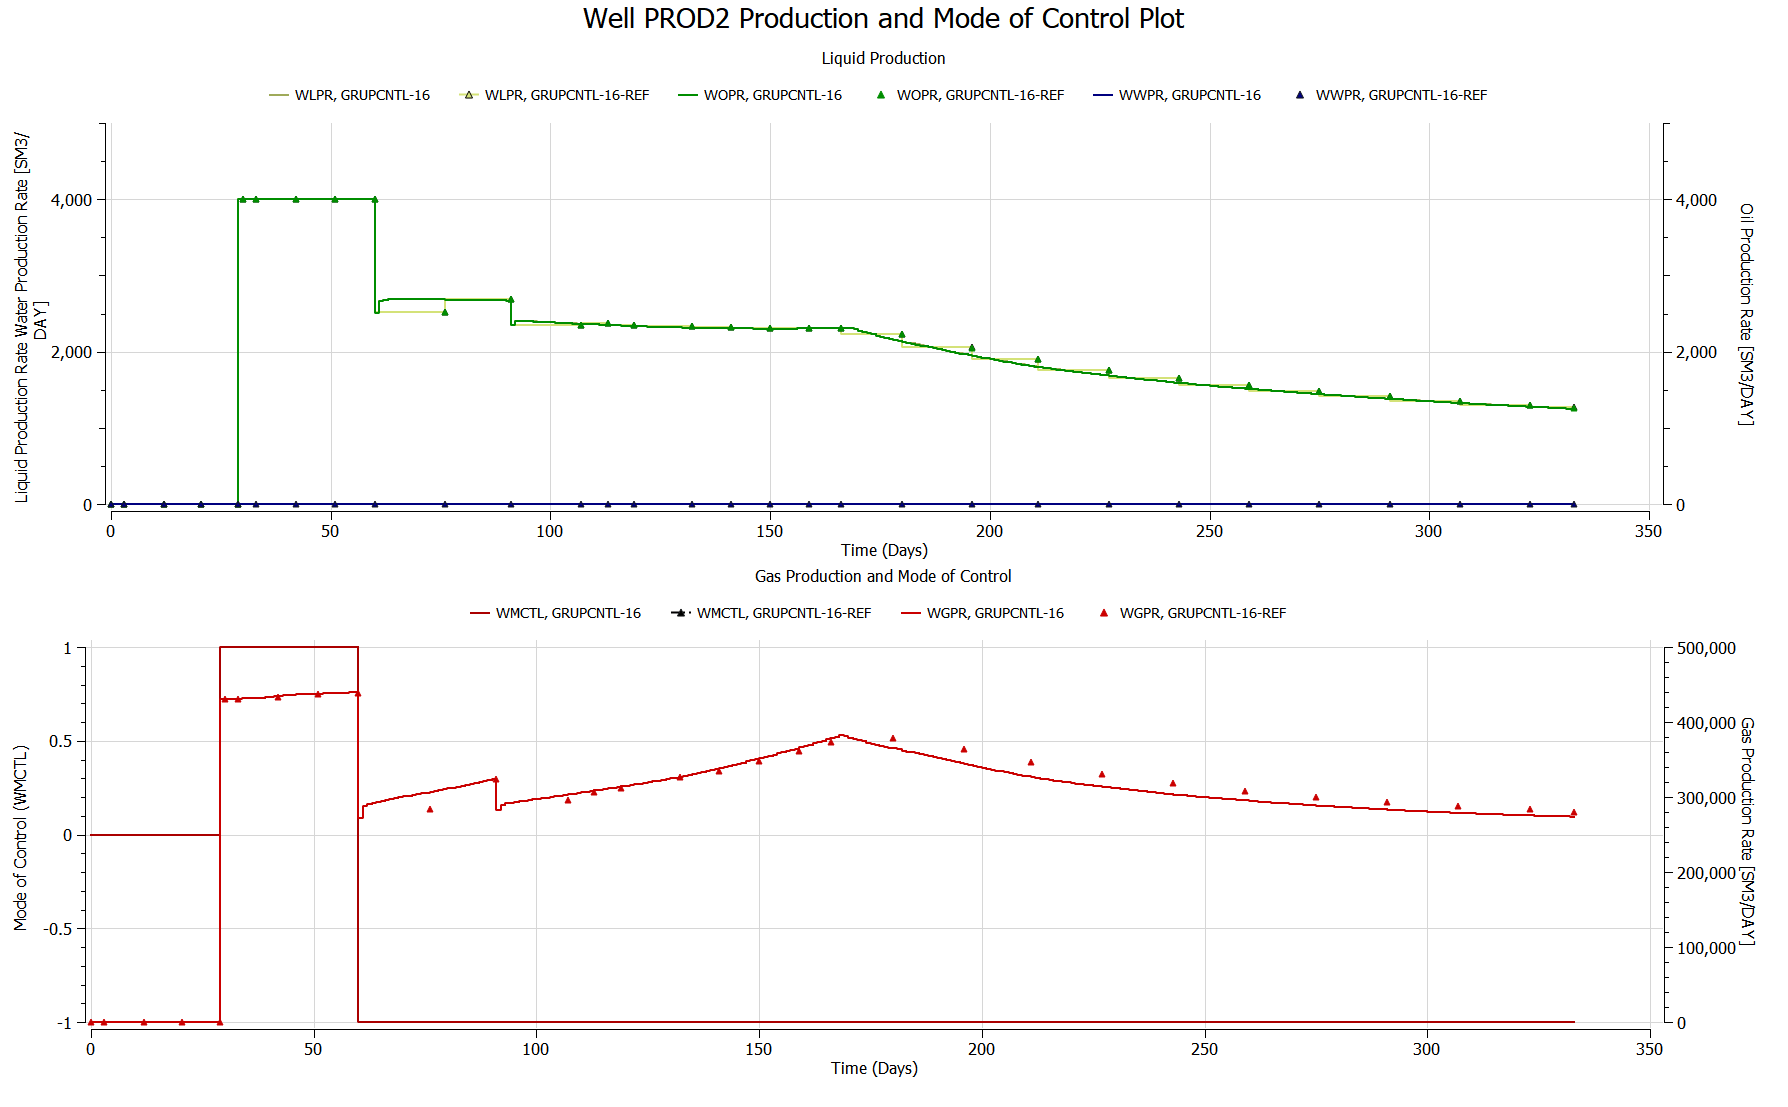 Well PROD2 Production and Mode of Control Plot
Liquid Production
WLPR, GRUPCNTL-16 WLPR, GRUPCNTL-16-REF WOPR, GRUPCNTL-16 WOPR, GRUPCNTL-16-REF WWPR, GRUPCNTL-16 WWPR, GRUPCNTL-16-REF
Liquid Production Rate Water Production Rate [SM3/
DAY]
4,000
2,000
0
4,000
2,000
0
Oil Production Rate [SM3/DAY]
0 50 100 150 200 250 300 350
Time (Days)
Gas Production and Mode of Control
WMCTL, GRUPCNTL-16 WMCTL, GRUPCNTL-16-REF WGPR, GRUPCNTL-16 WGPR, GRUPCNTL-16-REF
Mode of Control (WMCTL)
1
0.5
0
-0.5
-1
500,000
400,000
300,000
200,000
100,000
0
Gas Production Rate [SM3/DAY]
0 50 100 150 200 250 300 350
Time (Days)